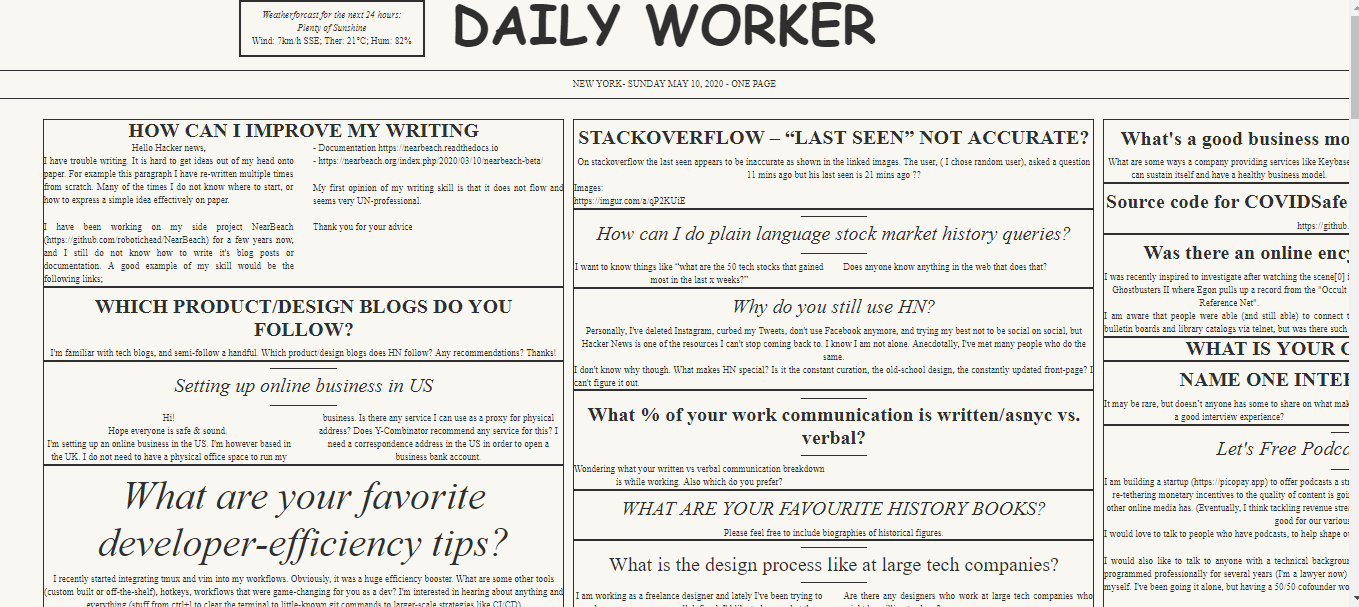 Weatherforcast for the next 24 hours:
Plenty of Sunshine
Wind: 7km/h SSE; Ther: 21°C; Hum: 82%
DAILY WORKER
NEW YORK- SUNDAY MAY 10, 2020 - ONE PAGE
HOW CAN I IMPROVE MY WRITING
Hello Hacker news,
I have trouble writing. It is hard to get ideas out of my head onto
paper. For example this paragraph I have re-written multiple times
from scratch. Many of the times I do not know where to start, or
how to express a simple idea effectively on paper.
I have been working on my side project NearBeach
(https://github.com/robotichead/NearBeach) for a few years now,
and I still do not know how to write it's blog posts or
documentation. A good example of my skill would be the
following links;
- Documentation https://nearbeach.readthedocs.io
- https://nearbeach.org/index.php/2020/03/10/nearbeach-beta/
My first opinion of my writing skill is that it does not flow and
seems very UN-professional.
Thank you for your advice
WHICH PRODUCT/DESIGN BLOGS DO YOU
FOLLOW?
I'm familiar with tech blogs, and semi-follow a handful. Which product/design blogs does HN follow? Any recommendations? Thanks!
Setting up online business in US
Hi!
Hope everyone is safe & sound.
I'm setting up an online business in the US. I'm however based in
the UK. I do not need to have a physical office space to run my
business. Is there any service I can use as a proxy for physical
address? Does Y-Combinator recommend any service for this? I
need a correspondence address in the US in order to open a
business bank account.
What are your favorite
developer-efficiency tips?
I recently started integrating tmux and vim into my workflows. Obviously, it was a huge efficiency booster. What are some other tools
(custom built or off-the-shelf), hotkeys, workflows that were game-changing for you as a dev? I'm interested in hearing about anything and
everything (stuff from ctrl+l to clear the terminal to little-known git commands to larger-scale strategies like CI/CD)
STACKOVERFLOW – “LAST SEEN” NOT ACCURATE?
On stackoverflow the last seen appears to be inaccurate as shown in the linked images. The user, ( I chose random user), asked a question
11 mins ago but his last seen is 21 mins ago ??
Images:
https://imgur.com/a/qP2KUiE
How can I do plain language stock market history queries?
I want to know things like “what are the 50 tech stocks that gained
most in the last x weeks?”
Does anyone know anything in the web that does that?
Why do you still use HN?
Personally, I've deleted Instagram, curbed my Tweets, don't use Facebook anymore, and trying my best not to be social on social, but
Hacker News is one of the resources I can't stop coming back to. I know I am not alone. Anecdotally, I've met many people who do the
same.
I don't know why though. What makes HN special? Is it the constant curation, the old-school design, the constantly updated front-page? I
can't figure it out.
What % of your work communication is written/asnyc vs.
verbal?
Wondering what your written vs verbal communication breakdown
is while working. Also which do you prefer?
WHAT ARE YOUR FAVOURITE HISTORY BOOKS?
Please feel free to include biographies of historical figures.
What is the design process like at large tech companies?
I am working as a freelance designer and lately I've been trying to
Are there any designers who work at large tech companies who
What's a good business mo
What are some ways a company providing services like Keybase
can sustain itself and have a healthy business model.
Source code for COVIDSafe
https://github.
Was there an online ency
I was recently inspired to investigate after watching the scene[0] i
Ghostbusters II where Egon pulls up a record from the "Occult
Reference Net".
I am aware that people were able (and still able) to connect t
bulletin boards and library catalogs via telnet, but was there such
WHAT IS YOUR
NAME ONE INTE
It may be rare, but doesn’t anyone has some to share on what mak
a good interview experience?
Let's Free Podca
I am building a startup (https://picopay.app) to offer podcasts a st
re-tethering monetary incentives to the quality of content is goi
other online media has. (Eventually, I think tackling revenue stre
good for our various
I would love to talk to people who have podcasts, to help shape o
I would also like to talk to anyone with a technical backgroun
programmed professionally for several years (I'm a lawyer now)
myself. I've been going it alone, but having a 50/50 cofounder wo